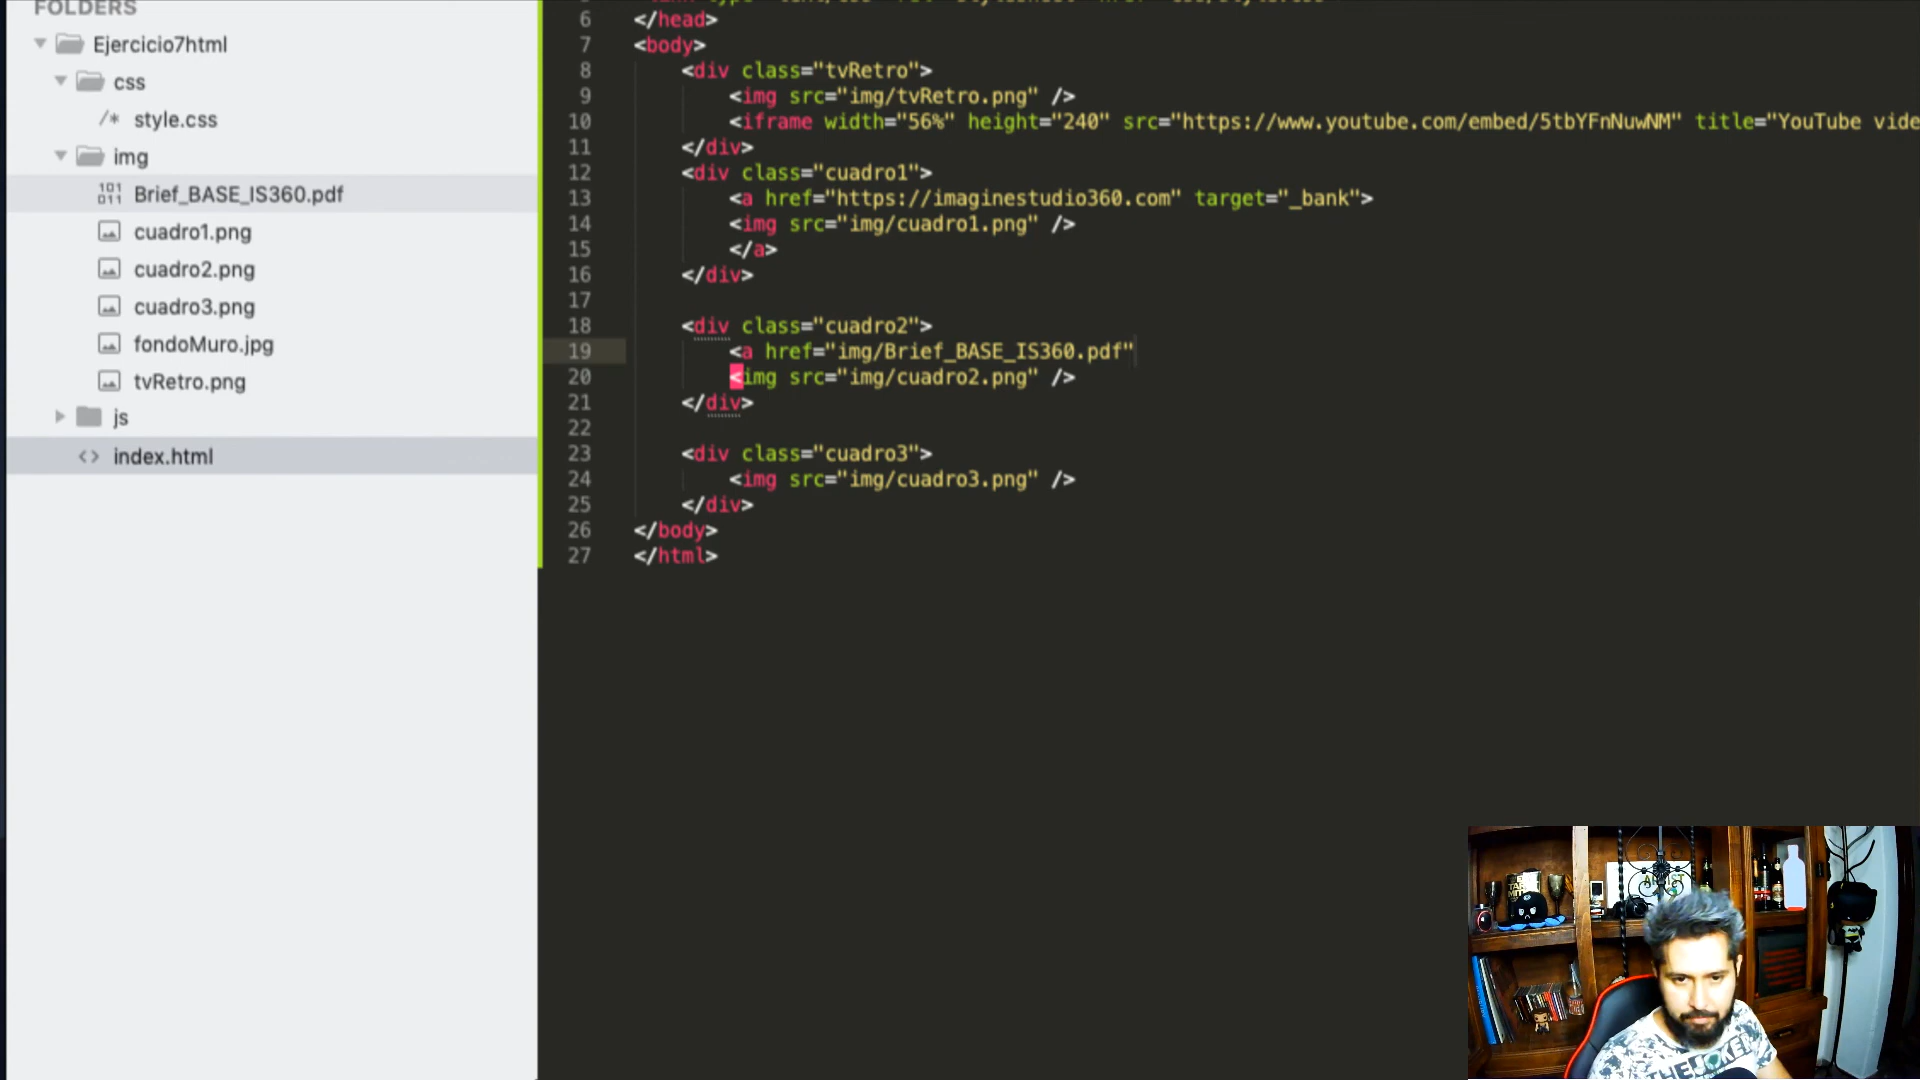 FOLDERS
Ejercicio7html
css
/* style.css
img
Brief_BASE_IS360.pdf
cuadro1.png
cuadro2.png
cuadro3.png
fondoMuro.jpg
tvRetro.png
js
<> index.html
6 </head>
7 <body>
8 <div class="tvRetro">
9 <img src="img/tvRetro.png" />
10 <iframe width="56%" height="240" src="https://www.youtube.com/embed/5tbYFnNuwNM" title="YouTube vide
11 </div>
12 <div class="cuadro1">
13 <a href="https://imaginestudio360.com" target="_bank">
14 <img src="img/cuadro1.png" />
15 </a>
16 </div>
17
18 <div class="cuadro2">
19 <a href="img/Brief_BASE_IS360.pdf"
20 <img src="img/cuadro2.png" />
21 </div>
22
23 <div class="cuadro3">
24 <img src="img/cuadro3.png" />
25 </div>
26 </body>
27 </html>
THE JOKER